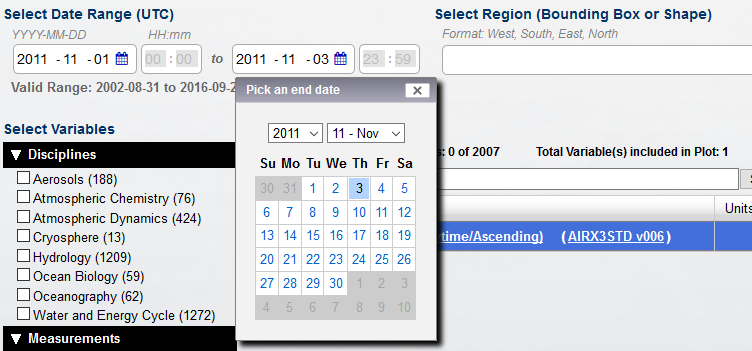 Select Date Range (UTC)
Select Region (Bounding Box or Shape)
YYYY-MM-DD HH:mm
Format: West, South, East, North
2011 - 11 - 01 00 : 00 to 2011 - 11 - 03 23 : 59
Valid Range: 2002-08-31 to 2016-09-2
Pick an end date
2011 11 - Nov
Su Mo Tu We Th Fr Sa
30 31 1 2 3 4 5
6 7 8 9 10 11 12
13 14 15 16 17 18 19
20 21 22 23 24 25 26
27 28 29 30 1 2 3
4 5 6 7 8 9 10
Select Variables
Disciplines
Aerosols (188)
Atmospheric Chemistry (76)
Atmospheric Dynamics (424)
Cryosphere (13)
Hydrology (1209)
Ocean Biology (59)
Oceanography (62)
Water and Energy Cycle (1272)
Measurements
: 0 of 2007 Total Variable(s) included in Plot: 1
Units
time/Ascending) (AIRX3STD v006)